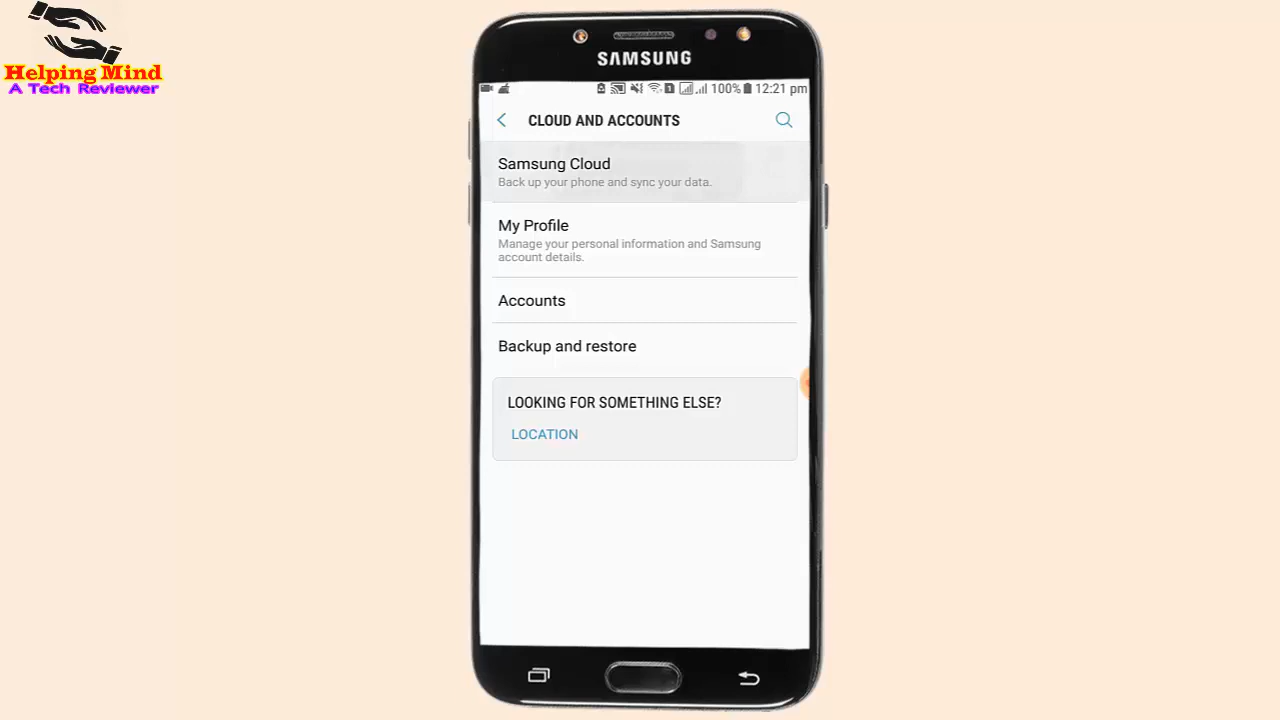 Helping Mind
A Tech Reviewer
SAMSUNG
100% 12:21 pm
CLOUD AND ACCOUNTS
Samsung Cloud
Back up your phone and sync your data.
My Profile
Manage your personal information and Samsung
account details.
Accounts
Backup and restore
LOOKING FOR SOMETHING ELSE?
LOCATION